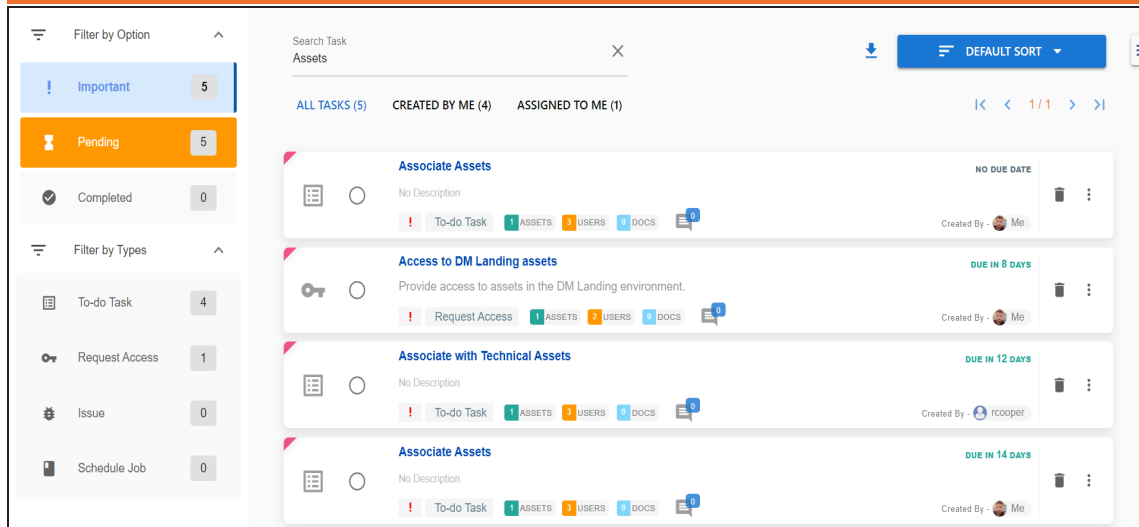 Filter by Option
Important 5
Pending 5
Completed 0
Filter by Types
To-do Task 4
Request Access 1
Issue 0
Schedule Job 0
Search Task
Assets
DEFAULT SORT
ALL TASKS (5) CREATED BY ME (4) ASSIGNED TO ME (1) 1 / 1
Associate Assets NO DUE DATE
No Description
! To-do Task 1 ASSETS 3 USERS 0 DOCS 0 Created By - Me
Access to DM Landing assets DUE IN 8 DAYS
Provide access to assets in the DM Landing environment.
! Request Access 1 ASSETS 2 USERS 0 DOCS 0 Created By - Me
Associate with Technical Assets DUE IN 12 DAYS
No Description
! To-do Task 1 ASSETS 3 USERS 0 DOCS 0 Created By - rcooper
Associate Assets DUE IN 14 DAYS
No Description
! To-do Task 1 ASSETS 3 USERS 0 DOCS 0 Created By - Me